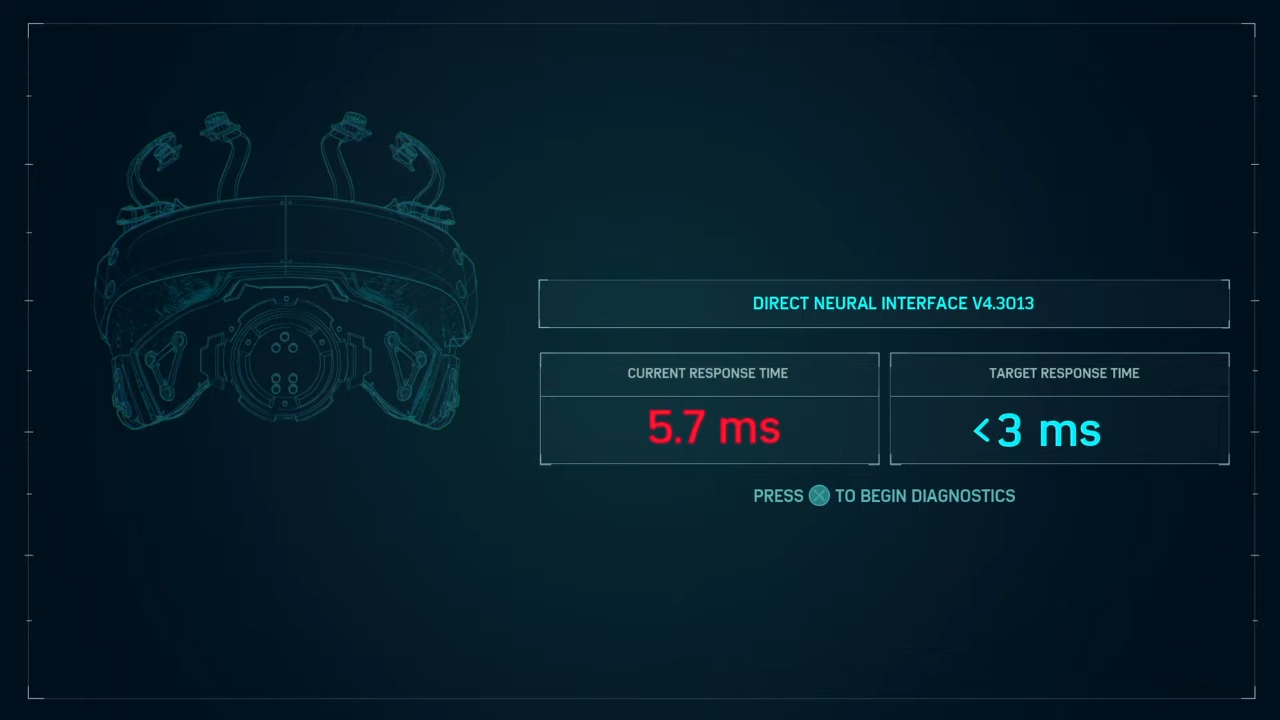 DIRECT NEURAL INTERFACE V4.3013
CURRENT RESPONSE TIME
TARGET RESPONSE TIME
5.7 ms
<3 ms
PRESS TO BEGIN DIAGNOSTICS